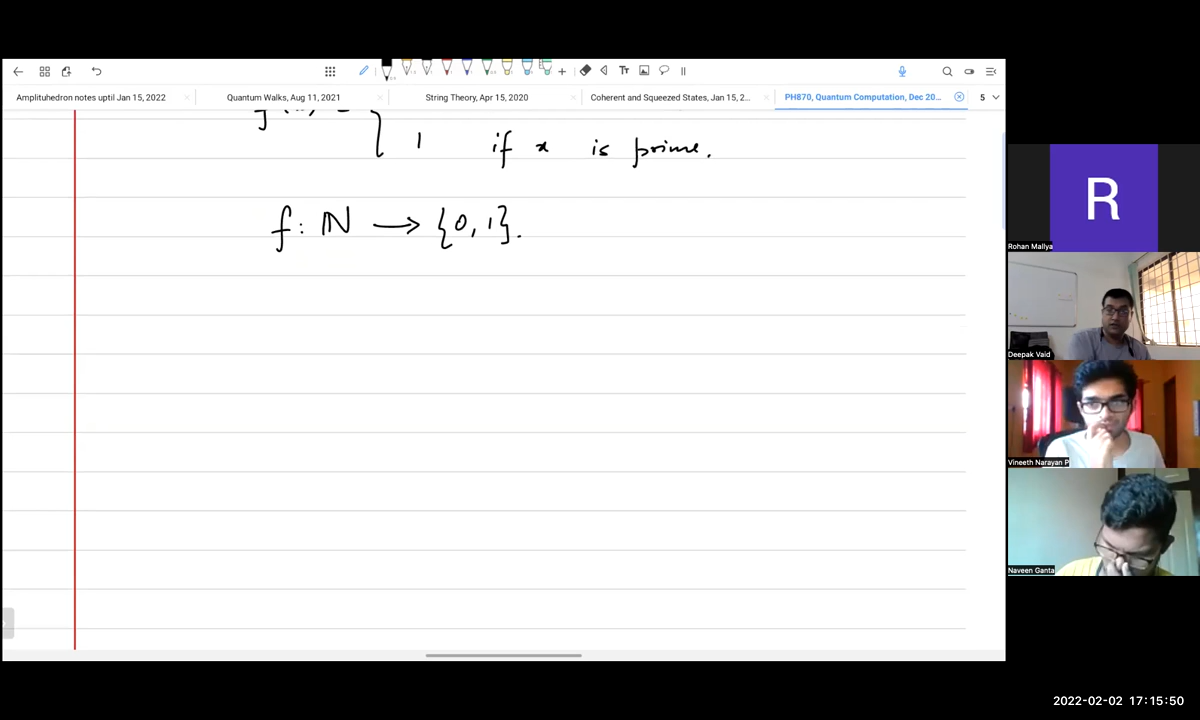 Amplituhedron notes uptil Jan 15, 2022
Quantum Walks, Aug 11, 2021
String Theory, Apr 15, 2020
Coherent and Squeezed States, Jan 15, 2...
PH870, Quantum Computation, Dec 20...
5
Tт
1 if x is prime.
f: ℕ ⟶ {0, 1}.
R
Rohan Mallya
Deepak Vaid
Vineeth Narayan P
Naveen Ganta
2022-02-02 17:15:50